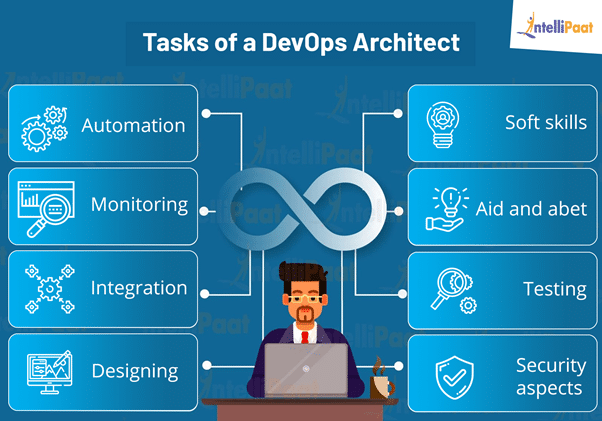 Tasks of a DevOps Architect
IntelliPaat
Automation
Monitoring
Integration
Designing
Soft skills
Aid and abet
Testing
Security
aspects